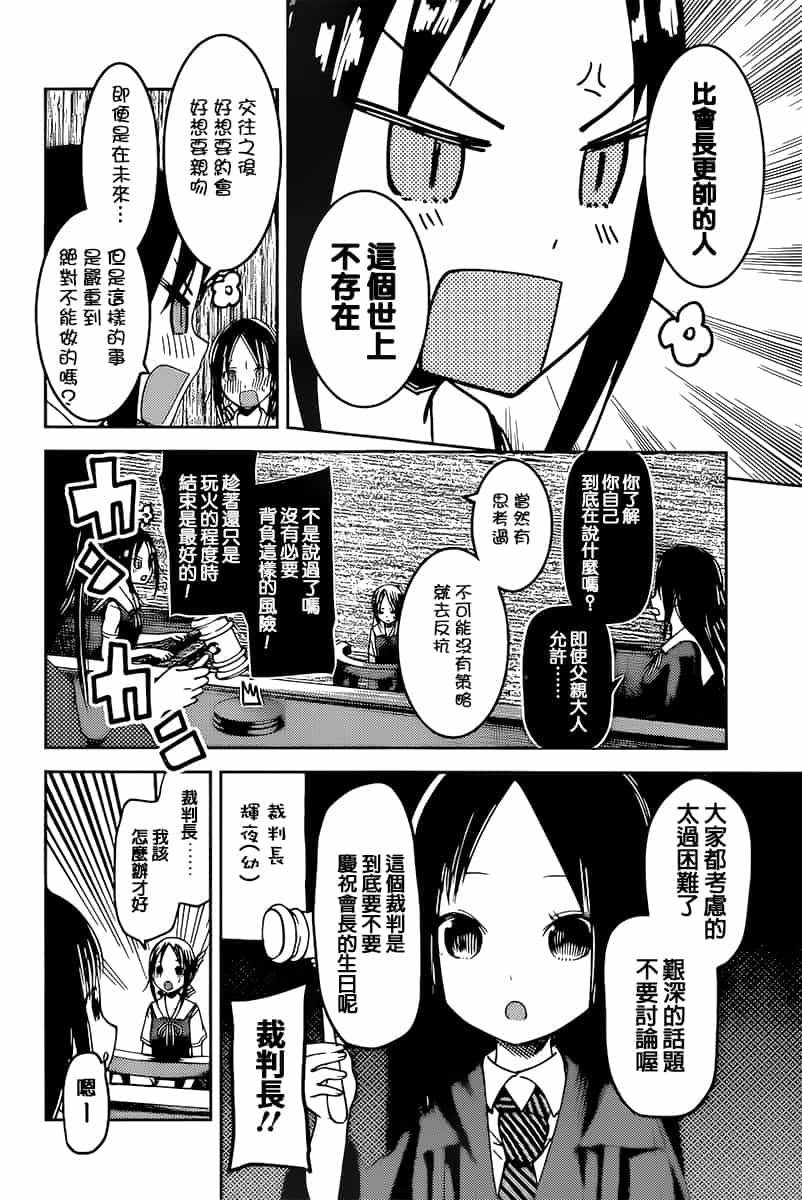 比會長更帥的人
這個世上
不存在
交往之後
好想要約會
好想要親吻
即便是在未來…
但是這樣的事
是嚴重到
絕對不能做的嗎？
你了解
你自己
到底在說什麼嗎？
即使父親大人
允許……
當然有
思考過
不可能沒有策略
就去反抗
不是說過了嗎
沒有必要
背負這樣的風險！
趁著還只是
玩火的程度時
結束是最好的！
カンカン
大家都考慮的
太過困難了
艱深的話題
不要討論喔
這個裁判是
到底要不要
慶祝會長的生日呢
裁判長
輝夜(幼)
裁判長!!
裁判長……
我該
怎麼辦才好
嗯ー